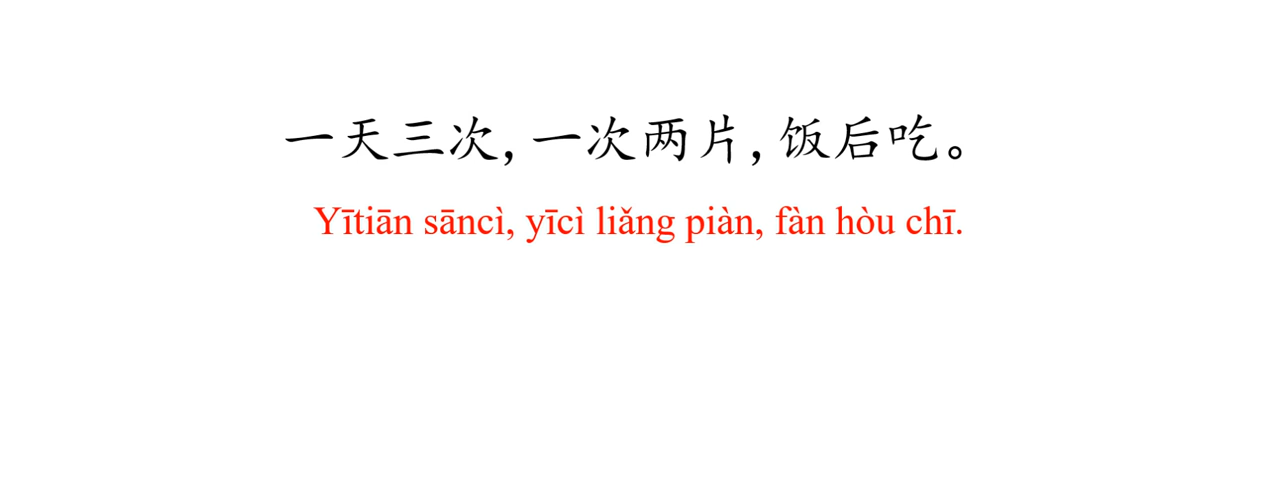 一天三次,一次两片,饭后吃。
Yītiān sāncì, yīcì liǎng piàn, fàn hòu chī.